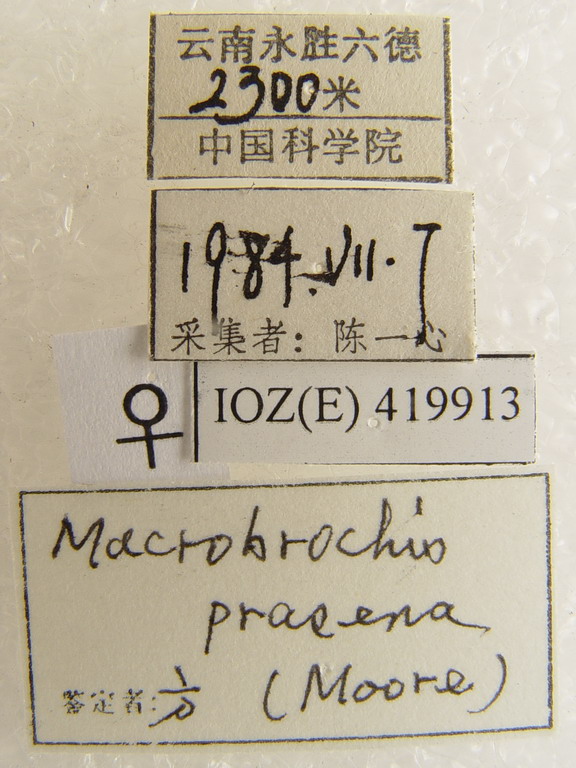 云南永胜六德
2300米
中国科学院
1984.VII.7
采集者：陈一心
♀
IOZ(E) 419913
Macrobrochis
praeena
(Moore)
鉴定者：方